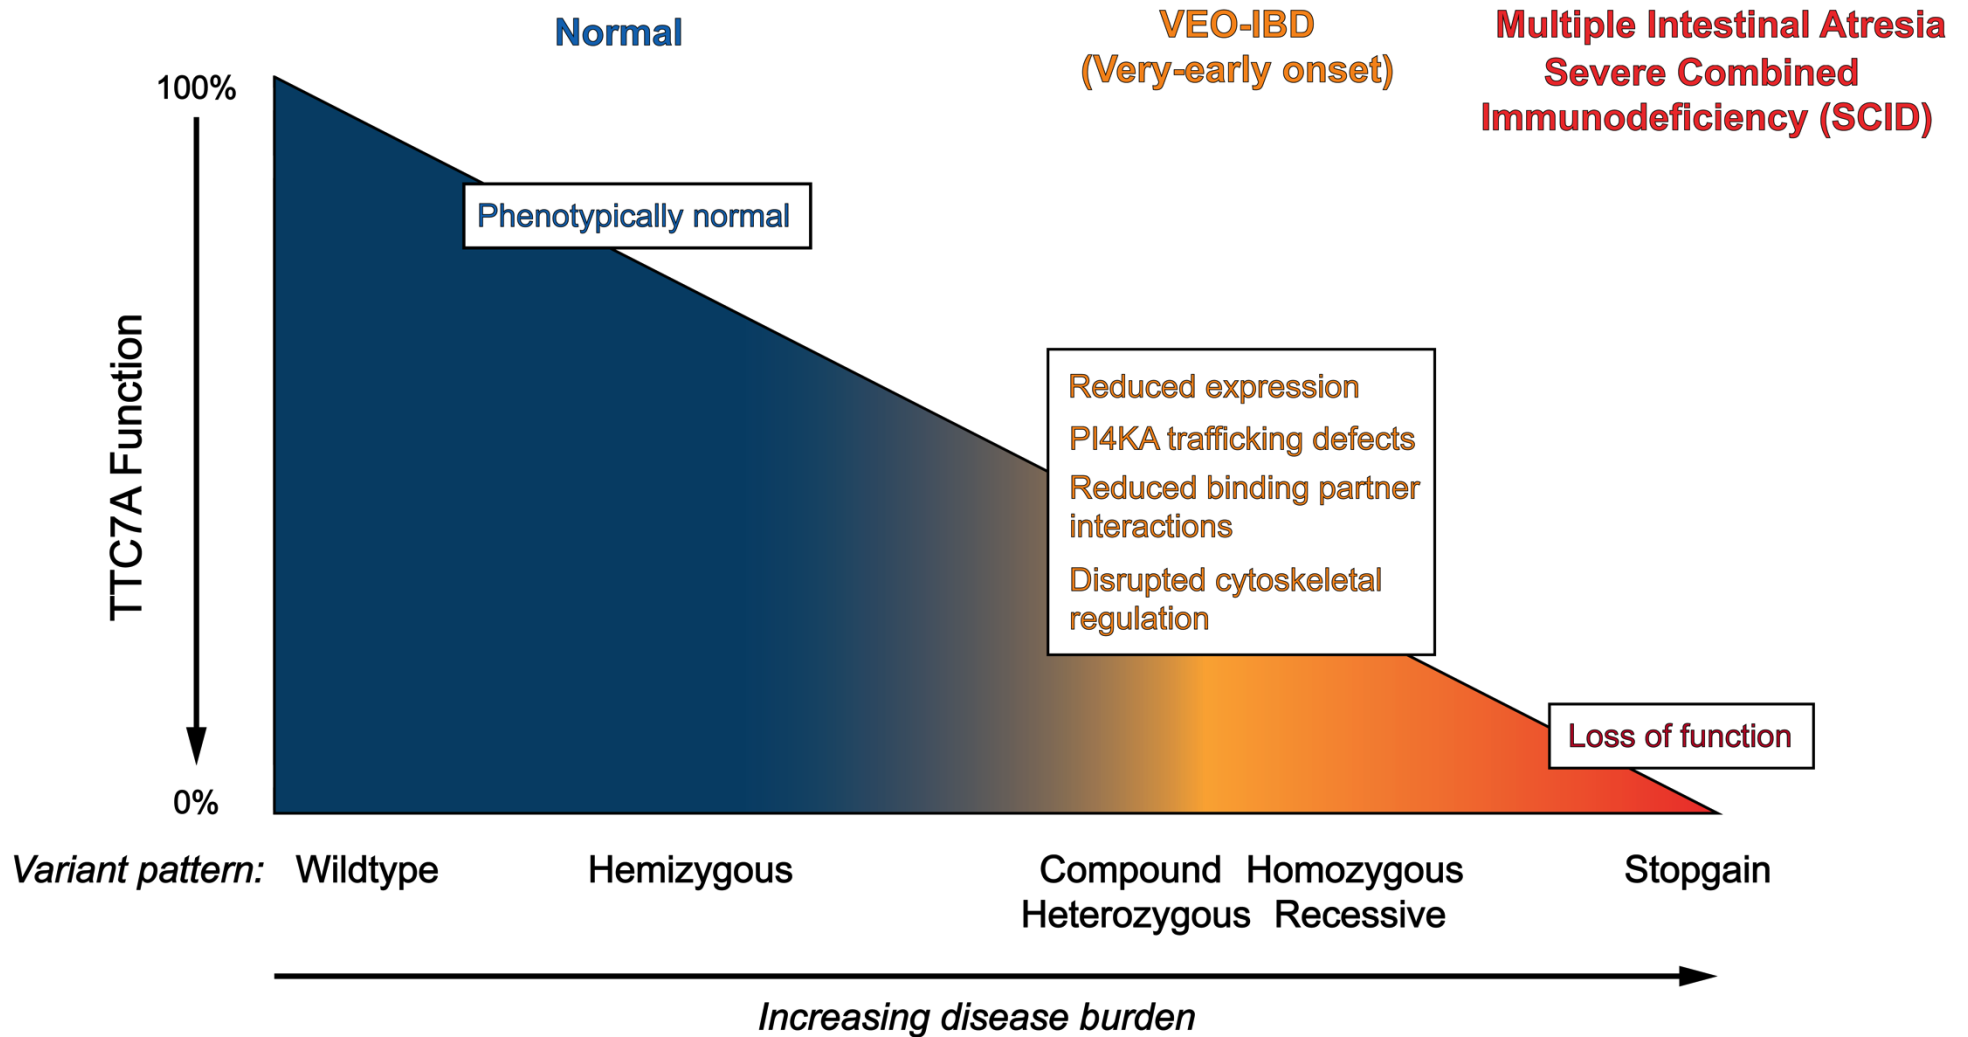 Normal
VEO-IBD
(Very-early onset)
Multiple Intestinal Atresia
Severe Combined
Immunodeficiency (SCID)
100%
TTC7A Function
0%
Phenotypically normal
Reduced expression
PI4KA trafficking defects
Reduced binding partner
interactions
Disrupted cytoskeletal
regulation
Loss of function
Variant pattern:
Wildtype
Hemizygous
Compound
Heterozygous
Homozygous
Recessive
Stopgain
Increasing disease burden